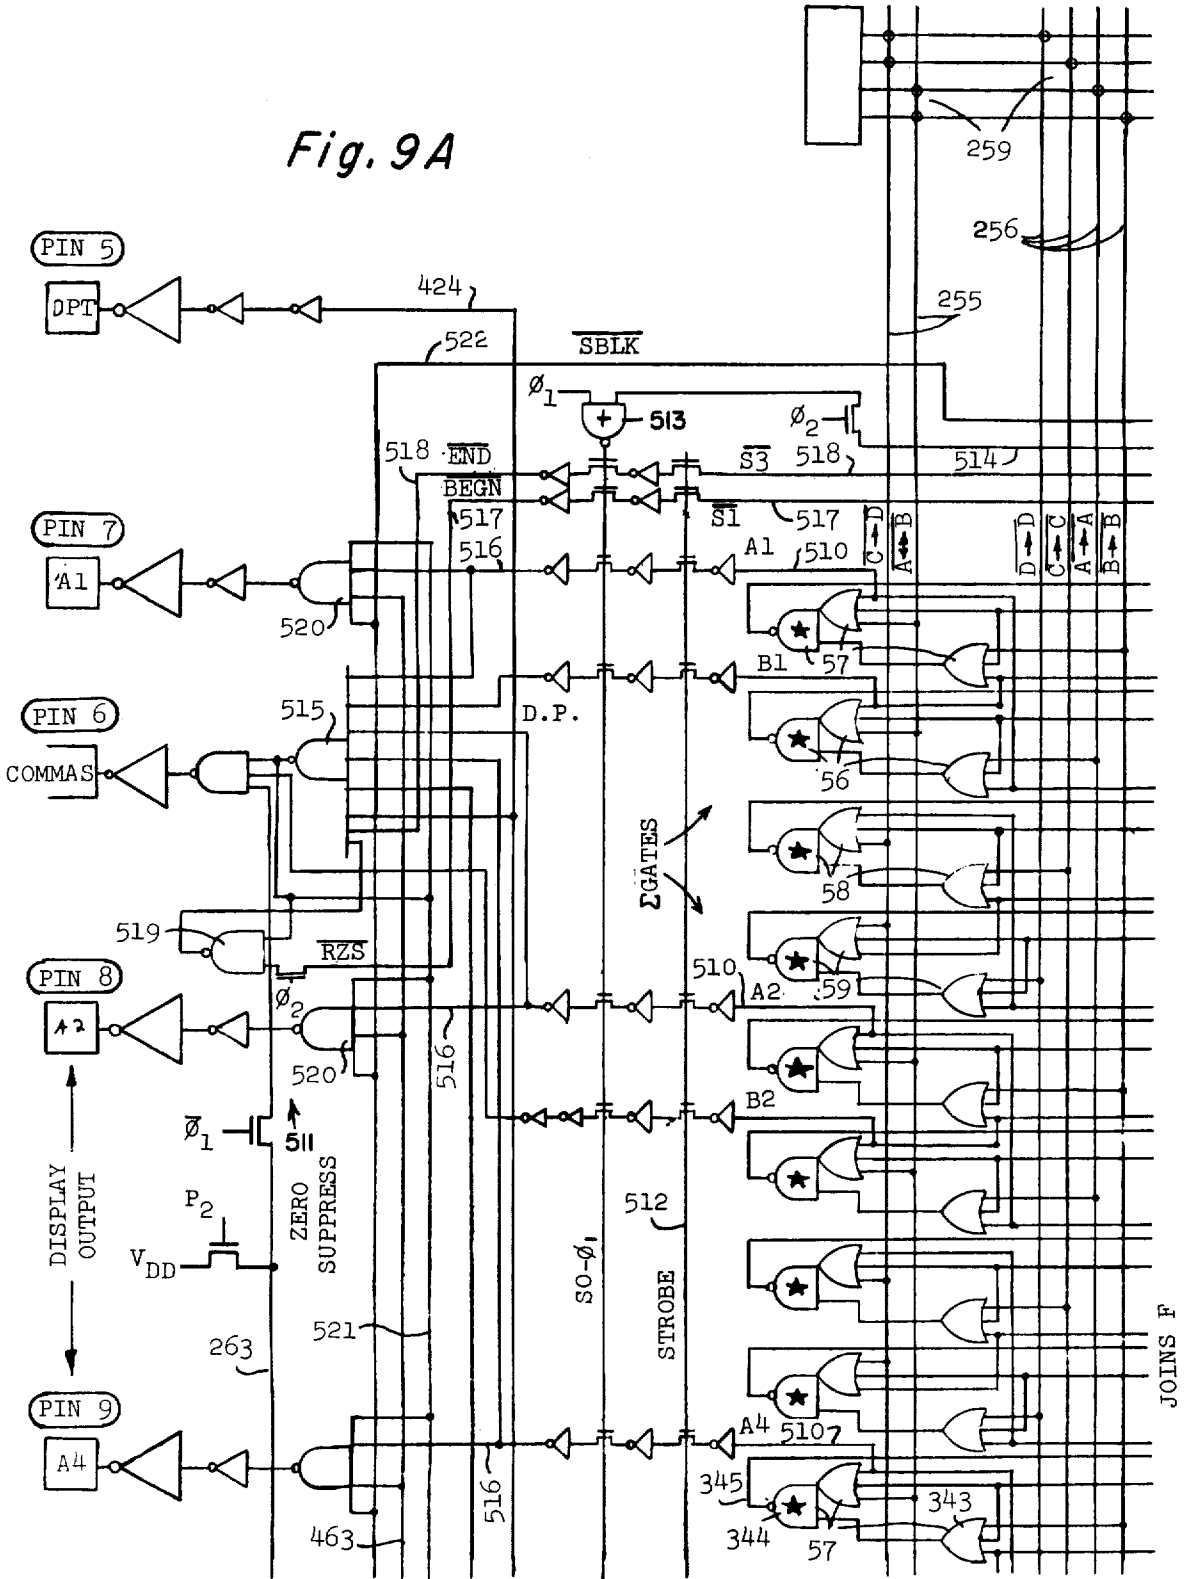 Fig. 9A
259
256
PIN 5
DPT
424
255
522
SBLK
Ø1
+
513
Ø2
518
END
S3
518
514
BEGN
517
S1
517
C→D
A↔B
D→D
C→C
A→A
B→B
PIN 7
A1
516
A1
510
520
★
57
B1
PIN 6
515
D.P.
COMMAS
★
56
ΣGATES
★
58
519
RZS
★
59
PIN 8
A2
Ø2
510
A2
516
520
★
Ø1
511
B2
DISPLAY
OUTPUT
ZERO
SUPPRESS
★
P2
512
VDD
SO-Ø1
STROBE
★
263
521
JOINS F
PIN 9
★
A4
A4
510
516
345
★
343
344
57
463